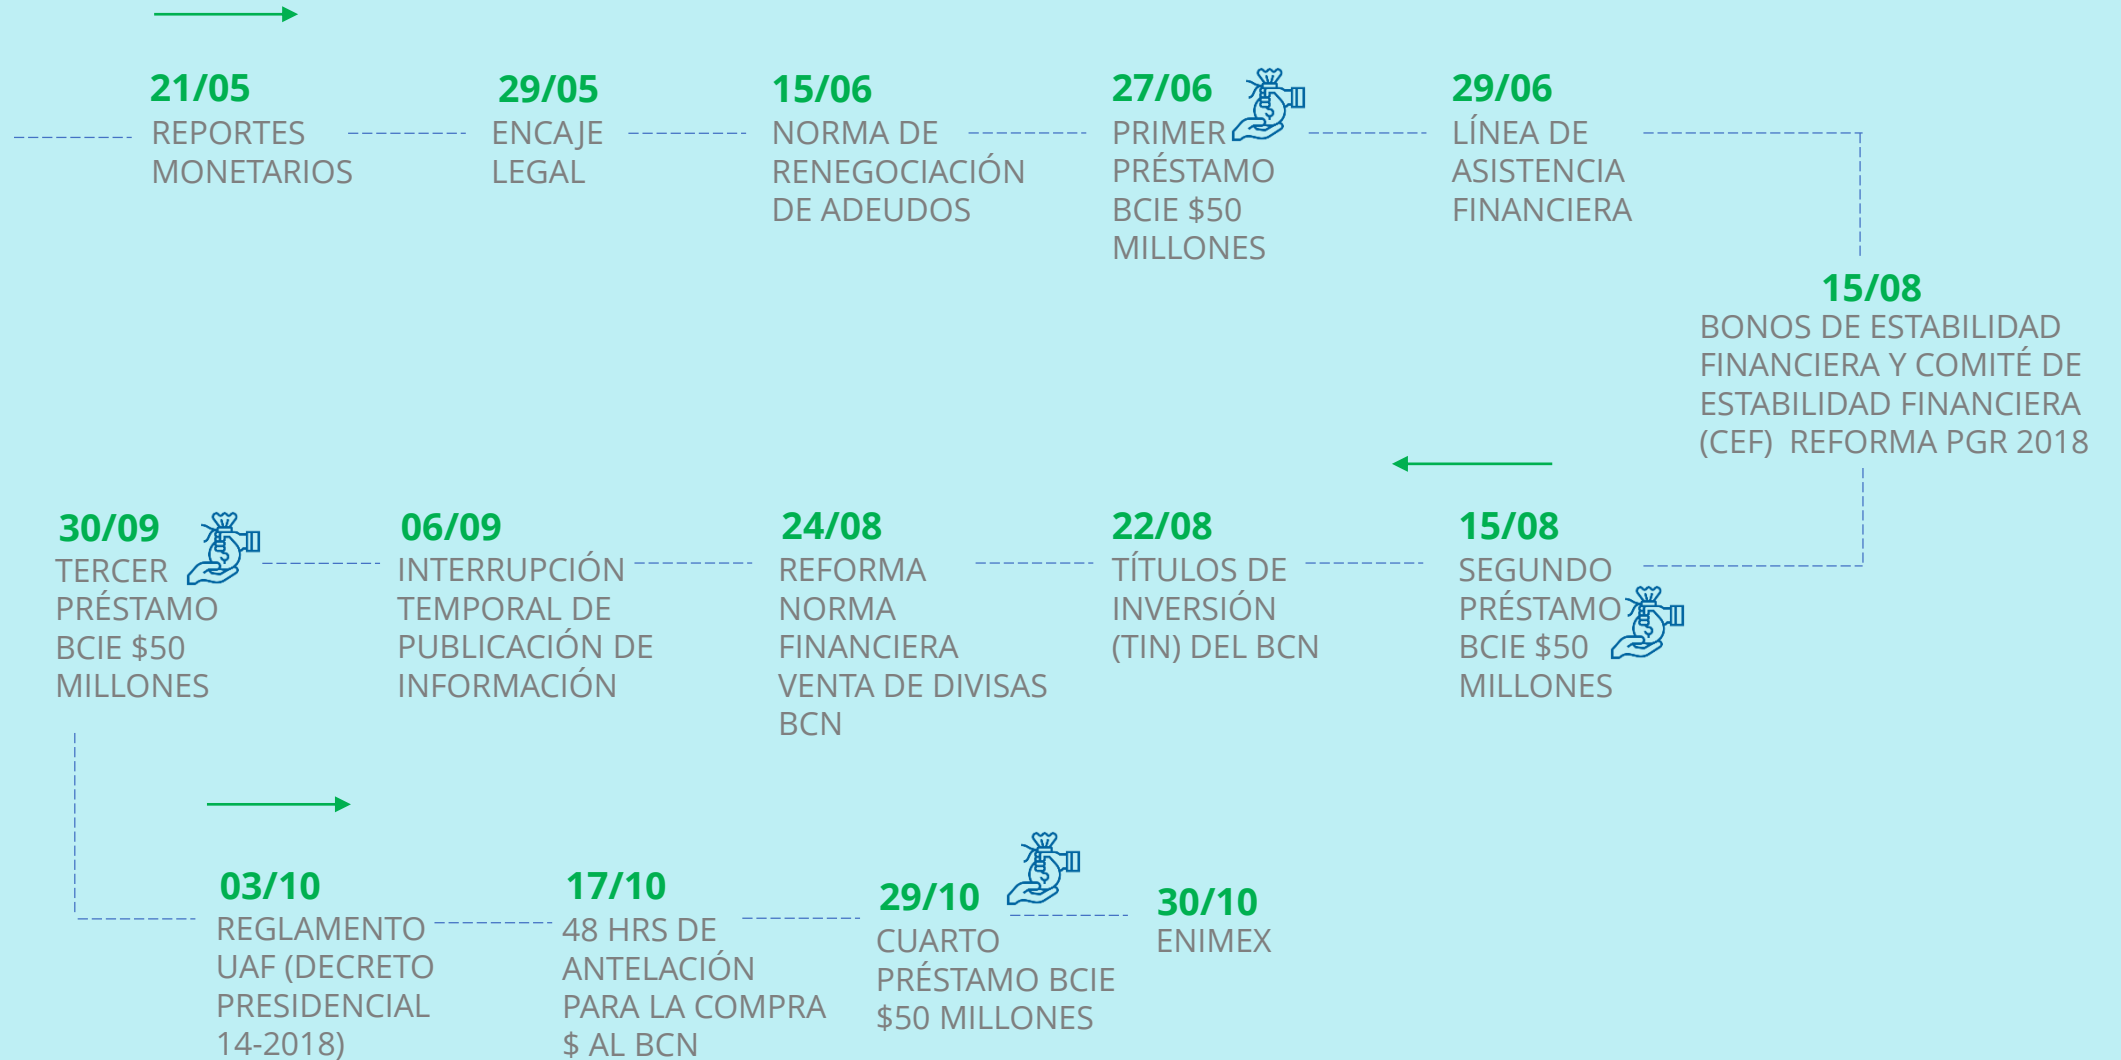 21/05
REPORTES
MONETARIOS
29/05
ENCAJE
LEGAL
15/06
NORMA DE
RENEGOCIACIÓN
DE ADEUDOS
27/06
PRIMER
PRÉSTAMO
BCIE $50
MILLONES
29/06
LÍNEA DE
ASISTENCIA
FINANCIERA
15/08
BONOS DE ESTABILIDAD
FINANCIERA Y COMITÉ DE
ESTABILIDAD FINANCIERA
(CEF) REFORMA PGR 2018
15/08
SEGUNDO
PRÉSTAMO
BCIE $50
MILLONES
22/08
TÍTULOS DE
INVERSIÓN
(TIN) DEL BCN
24/08
REFORMA
NORMA
FINANCIERA
VENTA DE DIVISAS
BCN
06/09
INTERRUPCIÓN
TEMPORAL DE
PUBLICACIÓN DE
INFORMACIÓN
30/09
TERCER
PRÉSTAMO
BCIE $50
MILLONES
03/10
REGLAMENTO
UAF (DECRETO
PRESIDENCIAL
14-2018)
17/10
48 HRS DE
ANTELACIÓN
PARA LA COMPRA
$ AL BCN
29/10
CUARTO
PRÉSTAMO BCIE
$50 MILLONES
30/10
ENIMEX